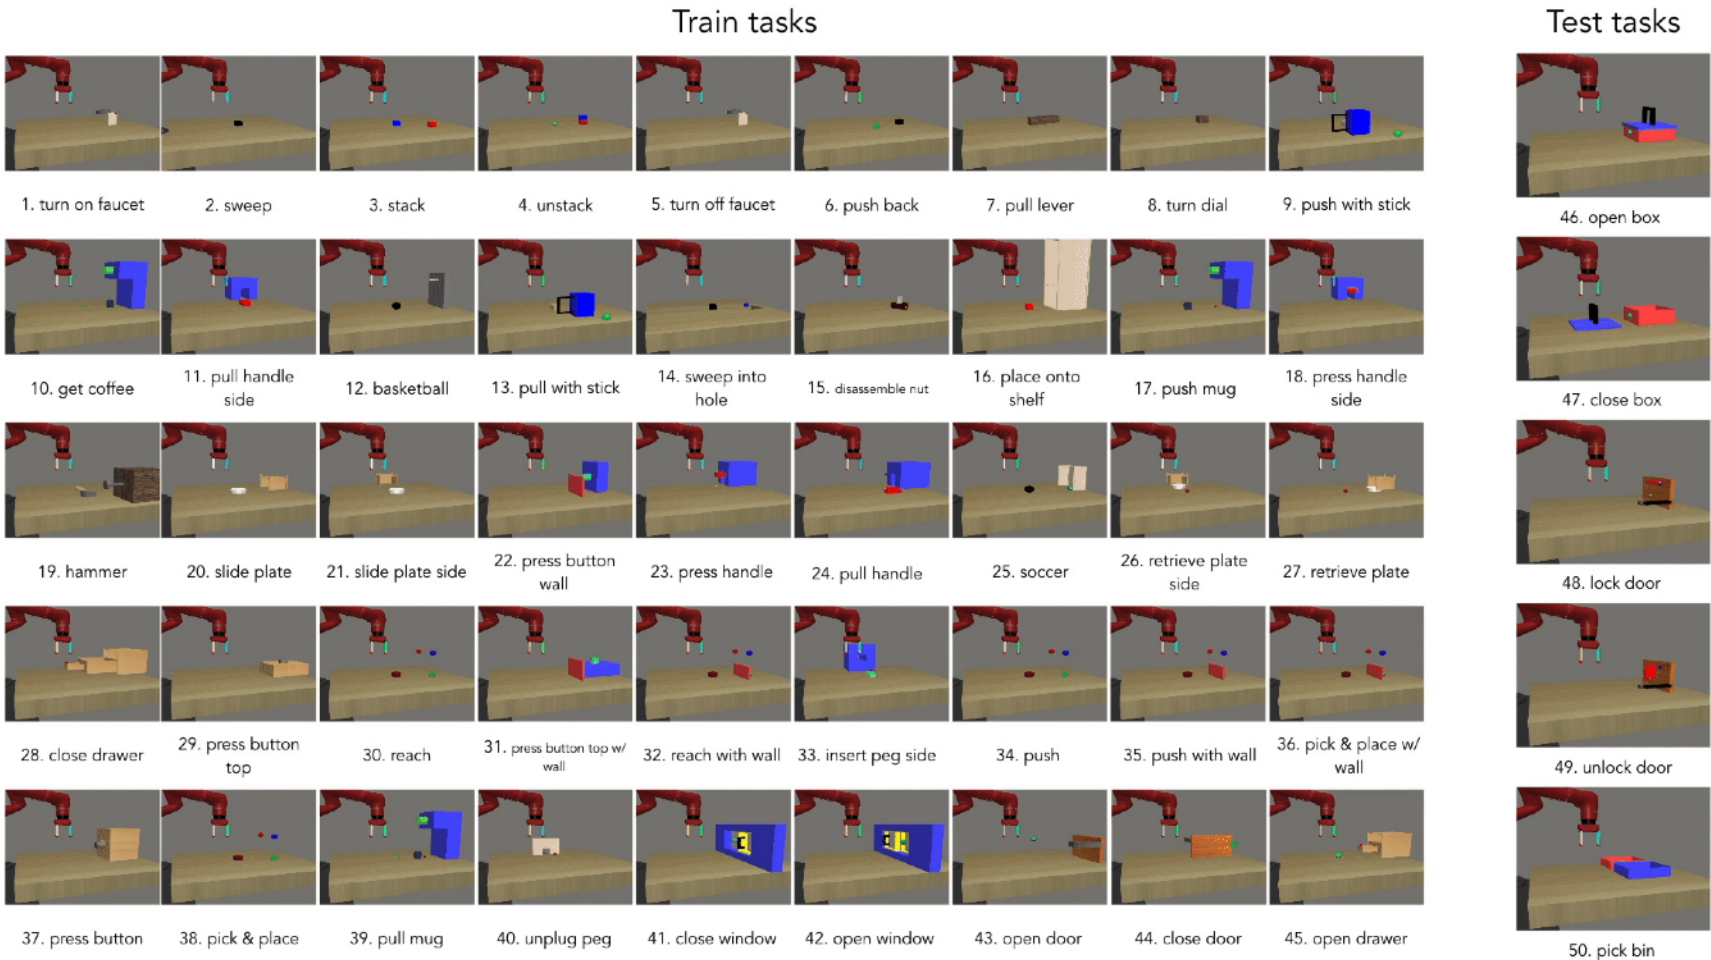 Train tasks
Test tasks
1. turn on faucet
2. sweep
3. stack
4. unstack
5. turn off faucet
6. push back
7. pull lever
8. turn dial
9. push with stick
46. open box
10. get coffee
11. pull handle
side
12. basketball
13. pull with stick
14. sweep into
hole
15. disassemble nut
16. place onto
shelf
17. push mug
18. press handle
side
47. close box
19. hammer
20. slide plate
21. slide plate side
22. press button
wall
23. press handle
24. pull handle
25. soccer
26. retrieve plate
side
27. retrieve plate
48. lock door
28. close drawer
29. press button
top
30. reach
31. press button top w/
wall
32. reach with wall
33. insert peg side
34. push
35. push with wall
36. pick & place w/
wall
49. unlock door
37. press button
38. pick & place
39. pull mug
40. unplug peg
41. close window
42. open window
43. open door
44. close door
45. open drawer
50. pick bin